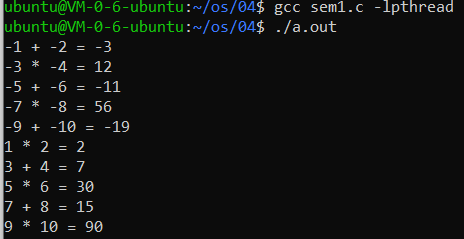 ubuntu@VM-0-6-ubuntu:~/os/04$ gcc sem1.c -lpthread
ubuntu@VM-0-6-ubuntu:~/os/04$ ./a.out
-1 + -2 = -3
-3 * -4 = 12
-5 + -6 = -11
-7 * -8 = 56
-9 + -10 = -19
1 * 2 = 2
3 + 4 = 7
5 * 6 = 30
7 + 8 = 15
9 * 10 = 90